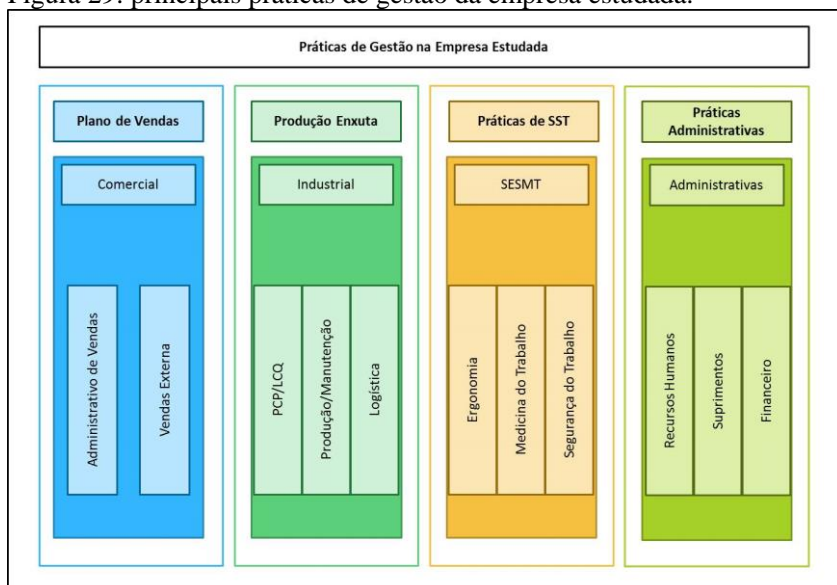 Figura 29: principais práticas de gestão da empresa estudada.
Práticas de Gestão na Empresa Estudada
Plano de Vendas
Comercial
Administrativo de Vendas
Vendas Externa
Produção Enxuta
Industrial
PCP/LCQ
Produção/Manutenção
Logística
Práticas de SST
SESMT
Ergonomia
Medicina do Trabalho
Segurança do Trabalho
Práticas
Administrativas
Administrativas
Recursos Humanos
Suprimentos
Financeiro